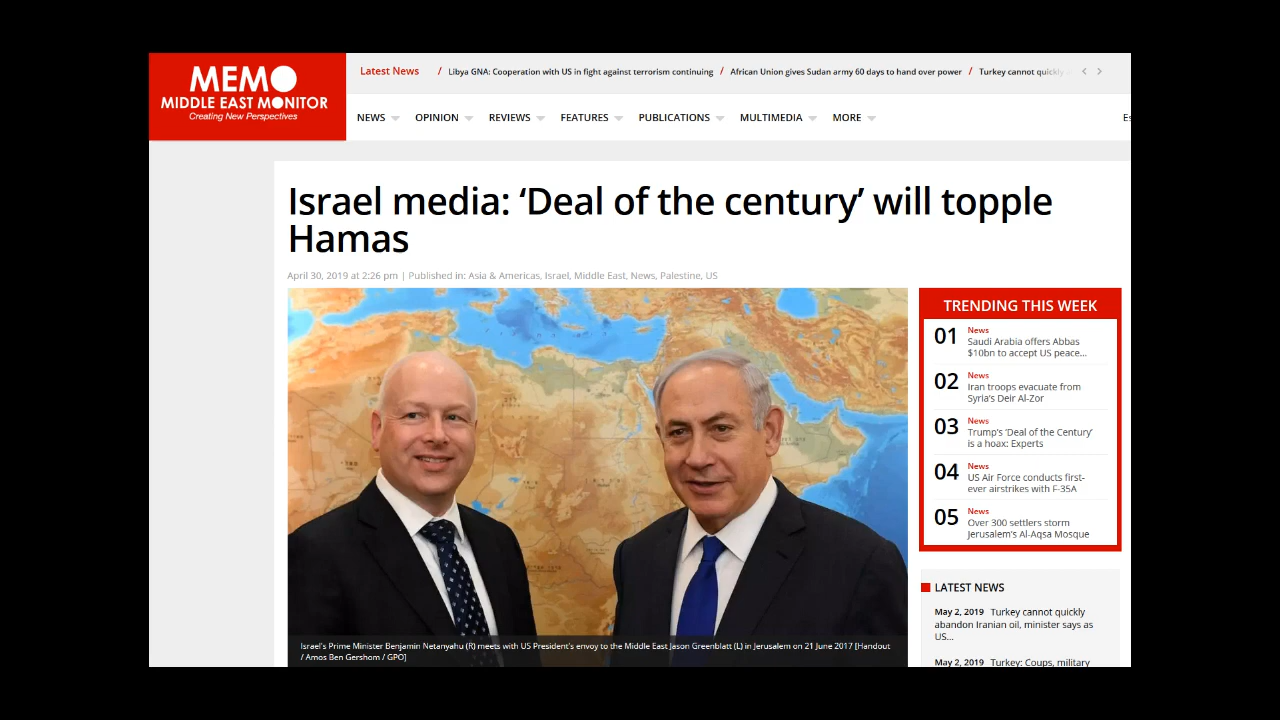 MEMO
MIDDLE EAST MONITOR
Creating New Perspectives
Latest News / Libya GNA: Cooperation with US in fight against terrorism continuing / African Union gives Sudan army 60 days to hand over power / Turkey cannot quickly
NEWS OPINION REVIEWS FEATURES PUBLICATIONS MULTIMEDIA MORE Es
Israel media: ‘Deal of the century’ will topple
Hamas
April 30, 2019 at 2:26 pm | Published in: Asia & Americas, Israel, Middle East, News, Palestine, US
Israel's Prime Minister Benjamin Netanyahu (R) meets with US President's envoy to the Middle East Jason Greenblatt (L) in Jerusalem on 21 June 2017 [Handout
/ Amos Ben Gershom / GPO]
TRENDING THIS WEEK
01 News
Saudi Arabia offers Abbas
$10bn to accept US peace...
02 News
Iran troops evacuate from
Syria's Deir Al-Zor
03 News
Trump's 'Deal of the Century'
is a hoax: Experts
04 News
US Air Force conducts first-
ever airstrikes with F-35A
05 News
Over 300 settlers storm
Jerusalem's Al-Aqsa Mosque
LATEST NEWS
May 2, 2019 Turkey cannot quickly
abandon Iranian oil, minister says as
US...
May 2, 2019 Turkey: Coups, military